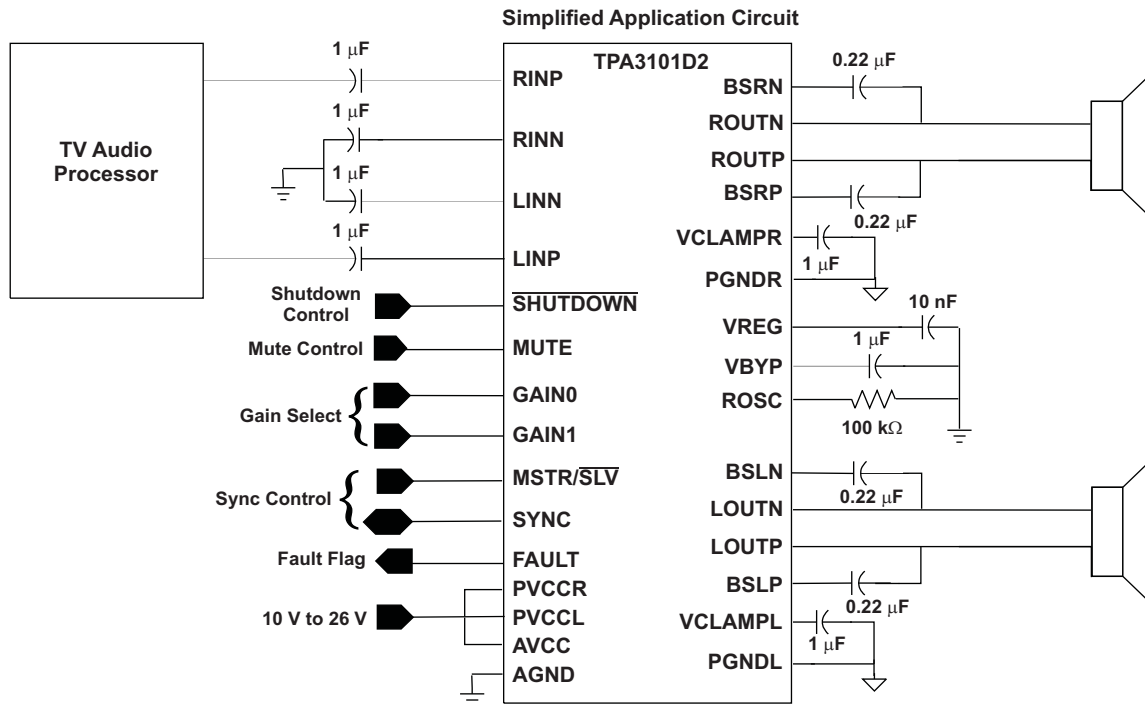 Simplified Application Circuit
TPA3101D2
TV Audio
Processor
1 μF
1 μF
1 μF
1 μF
RINP
RINN
LINN
LINP
Shutdown
Control
SHUTDOWN
Mute Control
MUTE
Gain Select
GAIN0
GAIN1
Sync Control
MSTR/SLV
SYNC
Fault Flag
FAULT
10 V to 26 V
PVCCR
PVCCL
AVCC
AGND
BSRN
0.22 μF
ROUTN
ROUTP
BSRP
0.22 μF
VCLAMPR
1 μF
PGNDR
VREG
10 nF
VBYP
1 μF
ROSC
100 kΩ
BSLN
0.22 μF
LOUTN
LOUTP
BSLP
0.22 μF
VCLAMPL
1 μF
PGNDL